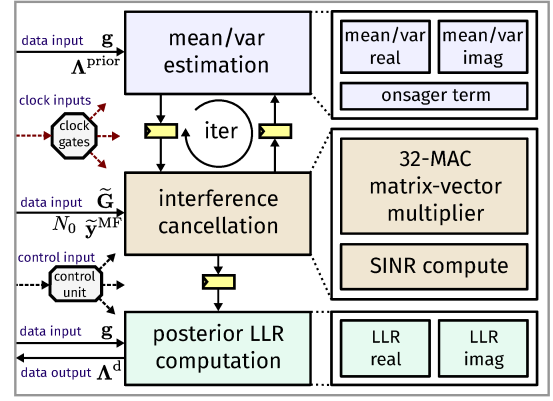 data input g
Λ^prior
mean/var
estimation
mean/var
real
mean/var
imag
onsager term
clock inputs
clock
gates
iter
data input G̃
N₀ ỹ^MF
interference
cancellation
32-MAC
matrix-vector
multiplier
SINR compute
control input
control
unit
data input g
data output Λ^d
posterior LLR
computation
LLR
real
LLR
imag